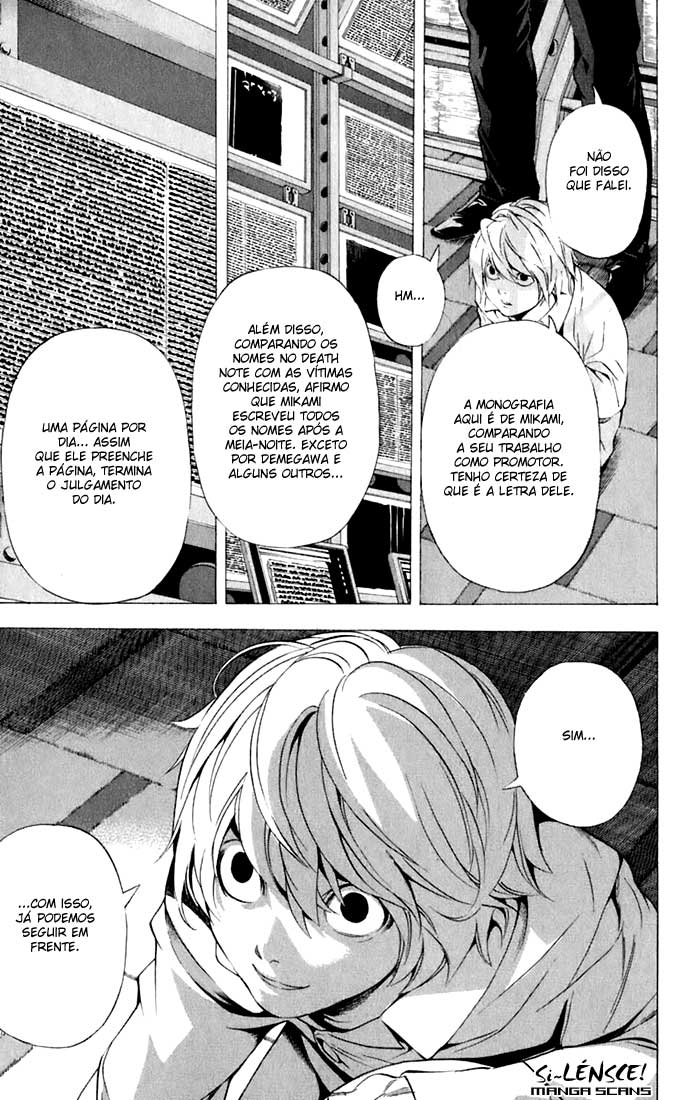 NÃO
FOI DISSO
QUE FALEI.
HM...
A MONOGRAFIA
AQUI É DE MIKAMI,
COMPARANDO
A SEU TRABALHO
COMO PROMOTOR.
TENHO CERTEZA DE
QUE É A LETRA DELE.
ALÉM DISSO,
COMPARANDO OS
NOMES NO DEATH
NOTE COM AS VÍTIMAS
CONHECIDAS, AFIRMO
QUE MIKAMI
ESCREVEU TODOS
OS NOMES APÓS A
MEIA-NOITE. EXCETO
POR DEMEGAWA E
ALGUNS OUTROS...
UMA PÁGINA POR
DIA... ASSIM
QUE ELE PREENCHE
A PÁGINA, TERMINA
O JULGAMENTO
DO DIA.
SIM...
...COM ISSO,
JÁ PODEMOS
SEGUIR EM
FRENTE.
Si~LÉNSCE!
MANGA SCANS